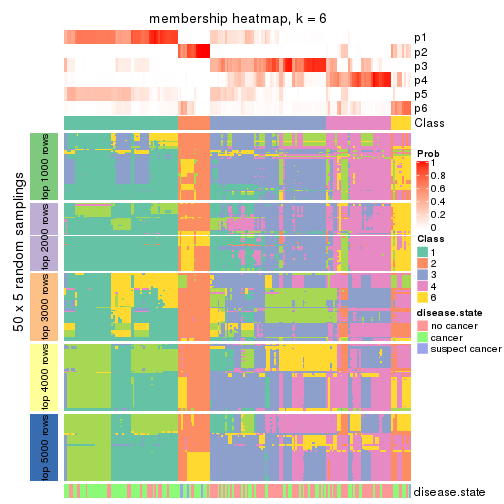 membership heatmap, k = 6
p1
p2
p3
p4
p5
p6
Class
50 x 5 random samplings
top 1000 rows
top 2000 rows
top 3000 rows
top 4000 rows
top 5000 rows
disease.state
Prob
1
0.8
0.6
0.4
0.2
0
Class
1
2
3
4
6
disease.state
no cancer
cancer
suspect cancer